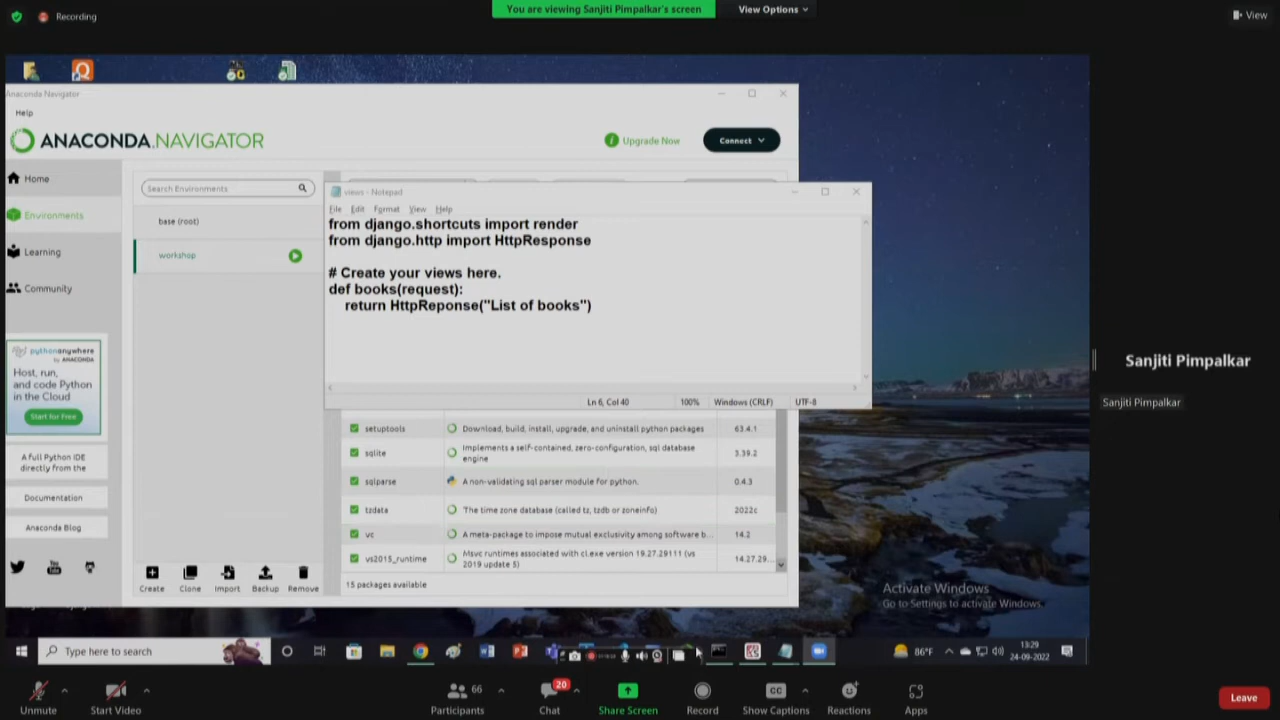 Recording
You are viewing Sanjiti Pimpalkar's screen
View Options
View
Anaconda Navigator
Help
ANACONDA.NAVIGATOR
Upgrade Now
Connect
Home
Environments
Learning
Community
Search Environments
base (root)
workshop
views - Notepad
File Edit Format View Help
from django.shortcuts import render
from django.http import HttpResponse
# Create your views here.
def books(request):
return HttpReponse("List of books")
Ln 6, Col 40 100% Windows (CRLF) UTF-8
pythonanywhere
by ANACONDA
Host, run,
and code Python
in the Cloud
Start for Free
A full Python IDE
directly from the
Documentation
Anaconda Blog
setuptools Download, build, install, upgrade, and uninstall python packages 63.4.1
sqlite Implements a self-contained, zero-configuration, sql database
engine 3.39.2
sqlparse A non-validating sql parser module for python. 0.4.3
tzdata The time zone database (called tz, tzdb or zoneinfo) 2022c
vc A meta-package to impose mutual exclusivity among software b... 14.2
vs2015_runtime Msvc runtimes associated with cl.exe version 19.27.29111 (vs
2019 update 5) 14.27.29...
15 packages available
Create Clone Import Backup Remove
Sanjiti Pimpalkar
Sanjiti Pimpalkar
Activate Windows
Go to Settings to activate Windows.
Type here to search
86°F
13:29
24-09-2022
Unmute
Start Video
Participants 66
Chat 20
Share Screen
Record
CC
Show Captions
Reactions
Apps
Leave